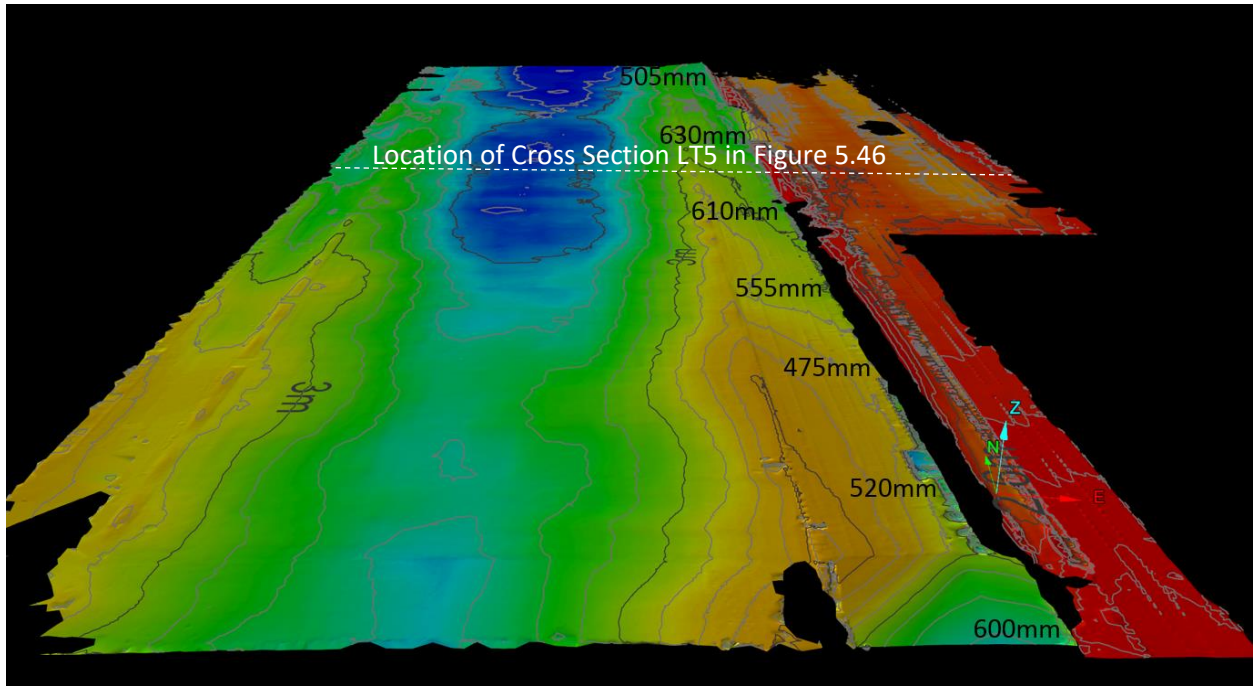 505mm
630mm
Location of Cross Section LT5 in Figure 5.46
610mm
3m
555mm
475mm
3m
Z
N
520mm
E
600mm